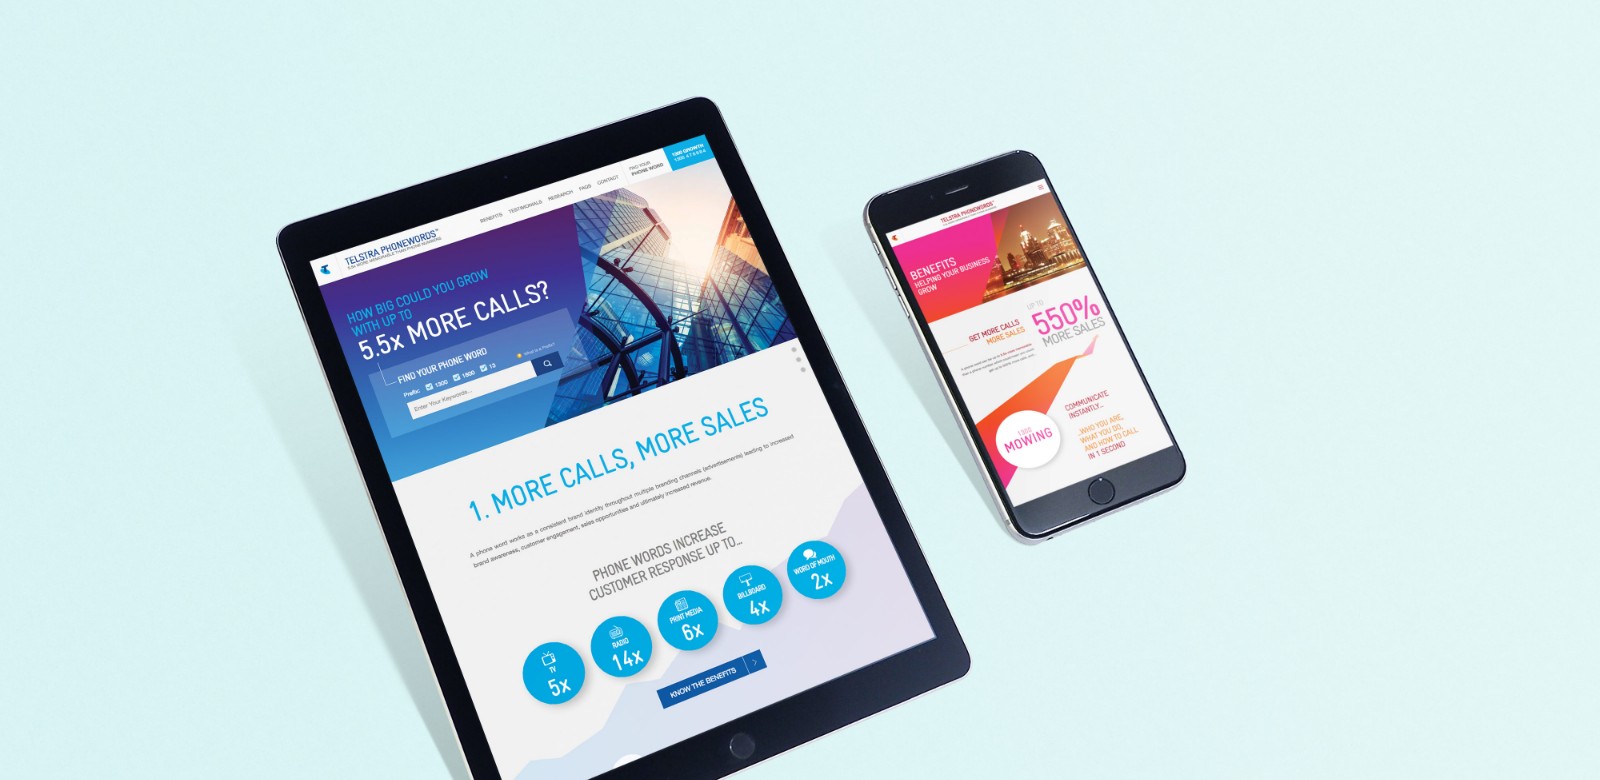 TELSTRA PHONEWORDS™
BENEFITS TESTIMONIALS RESEARCH FAQS CONTACT
FIND YOUR
PHONE WORD
1300 GROWTH
1300 476984
HOW BIG COULD YOU GROW
WITH UP TO
5.5x MORE CALLS?
FIND YOUR PHONE WORD
What is a Prefix?
Prefix: 1300 1800 13
Enter Your Keywords...
1. MORE CALLS, MORE SALES
A phone word works as a consistent brand identity throughout multiple branding channels (advertisements) leading to increased
brand awareness, customer engagement, sales opportunities and ultimately increased revenue.
PHONE WORDS INCREASE
CUSTOMER RESPONSE UP TO...
TV
5x
RADIO
14x
PRINT MEDIA
6x
BILLBOARD
4x
WORD OF MOUTH
2x
KNOW THE BENEFITS
TELSTRA PHONEWORDS
BENEFITS
HELPING YOUR BUSINESS
GROW
GET MORE CALLS
MORE SALES
UP TO
550%
MORE SALES
1300
MOWING
COMMUNICATE
INSTANTLY...
...WHO YOU ARE,
WHAT YOU DO,
AND HOW TO CALL
IN 1 SECOND